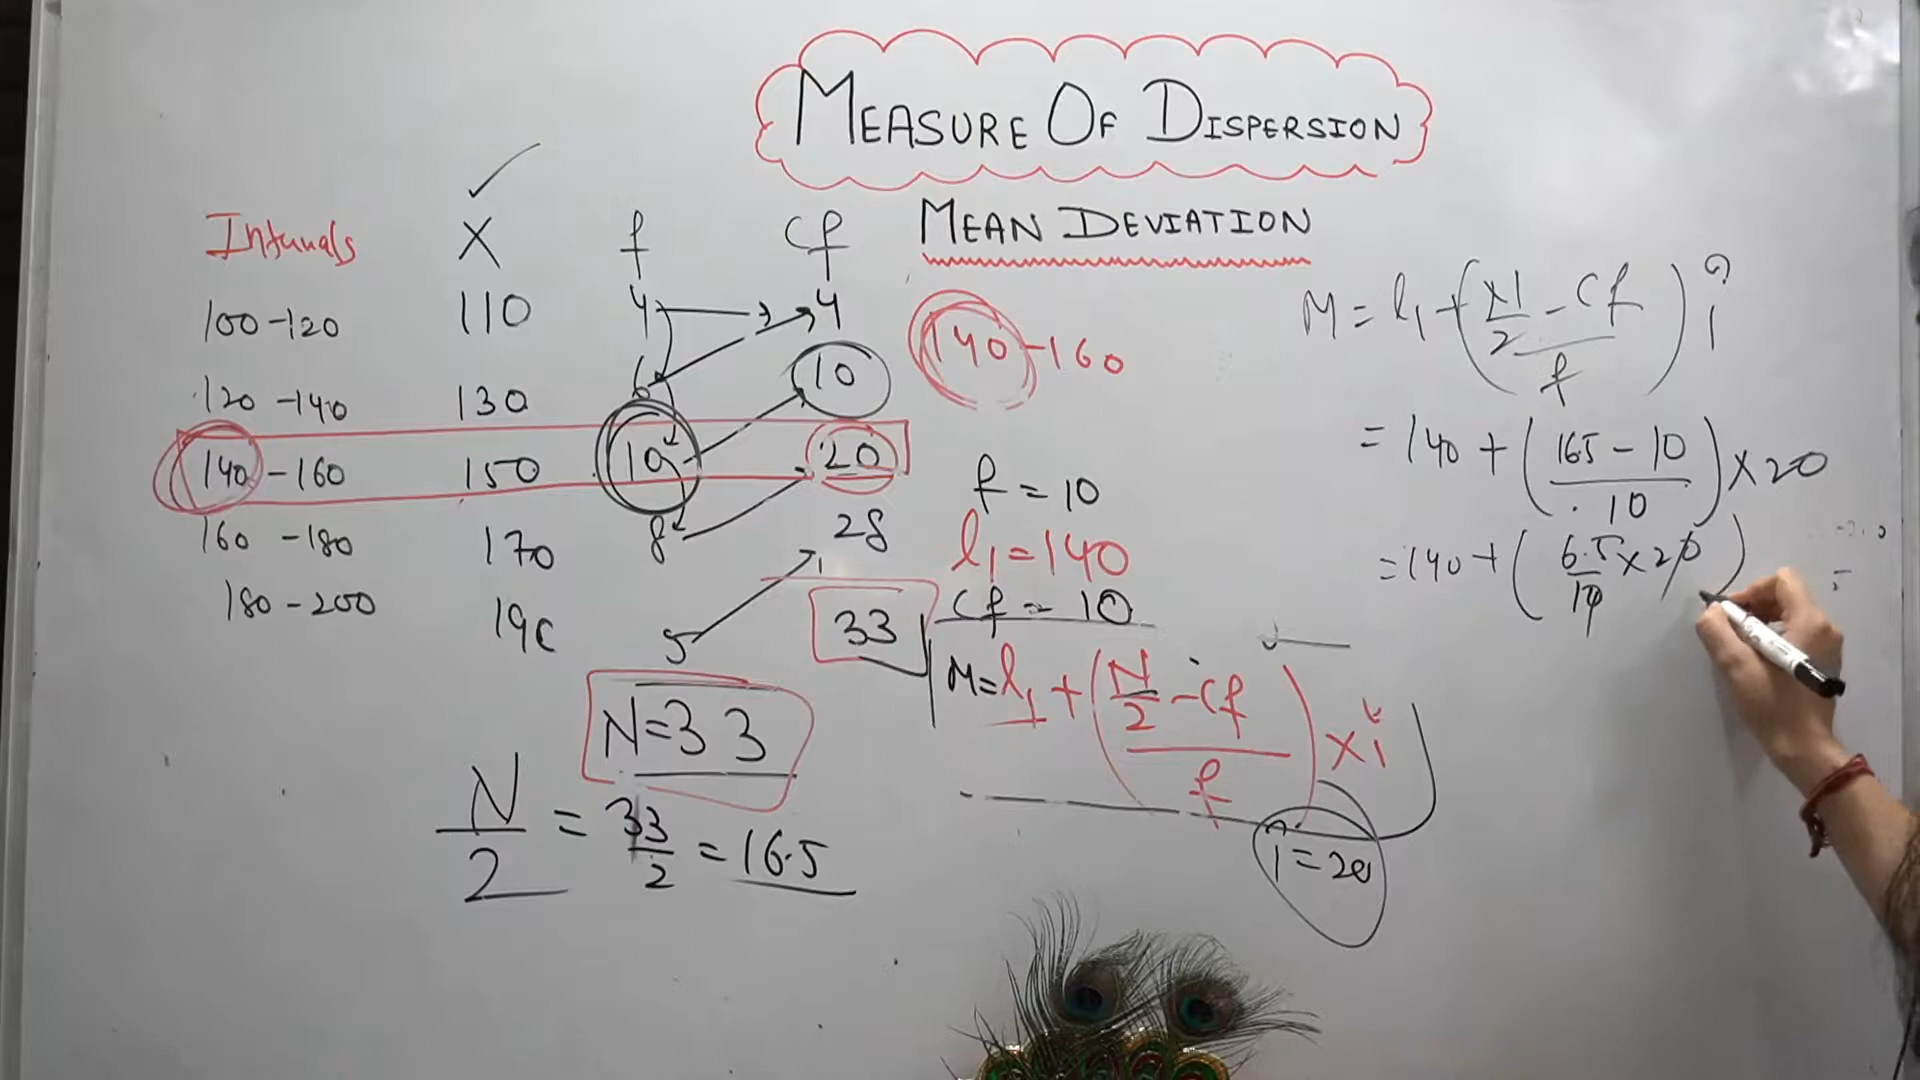 MEASURE OF DISPERSION
MEAN DEVIATION
Intervals X f Cf
100-120 110 4 4
120-140 130 6 10
140-160 150 10 20
160-180 170 8 28
180-200 190 5 33
N=33
N/2 = 33/2 = 16.5
140-160
f = 10
l₁ = 140
Cf = 10
M = l₁ + (N/2 - Cf / f) × i
i = 20
M = l₁ + (N/2 - Cf / f) i
= 140 + (16.5 - 10 / 10) × 20
= 140 + (6.5/10 × 20)